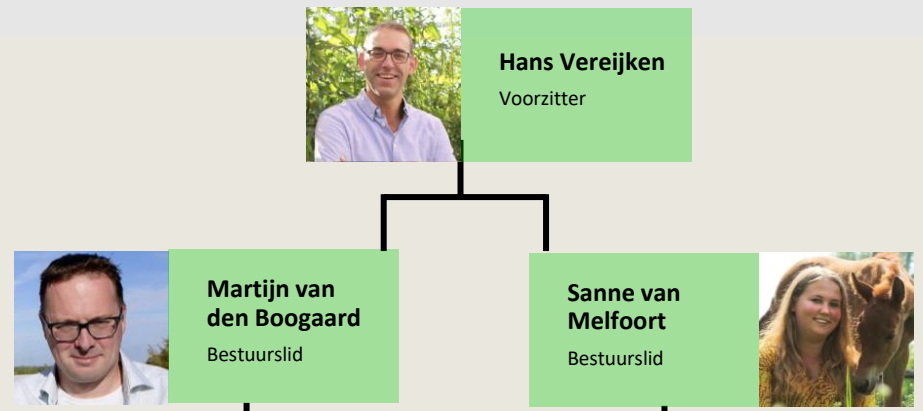 Hans Vereijken
Voorzitter
Martijn van
den Boogaard
Bestuurslid
Sanne van
Melfoort
Bestuurslid